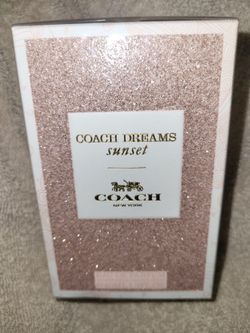 COACH DREAMS
sunset
COACH
NEW YORK